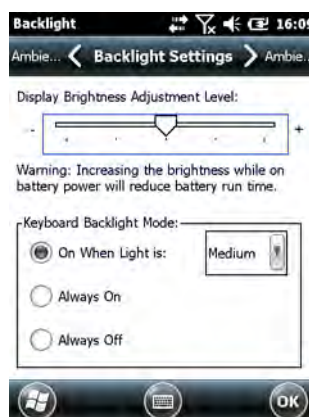 Backlight 16:09
Ambie... Backlight Settings Ambie..
Display Brightness Adjustment Level:
- +
Warning: Increasing the brightness while on
battery power will reduce battery run time.
Keyboard Backlight Mode:
On When Light is: Medium
Always On
Always Off
OK